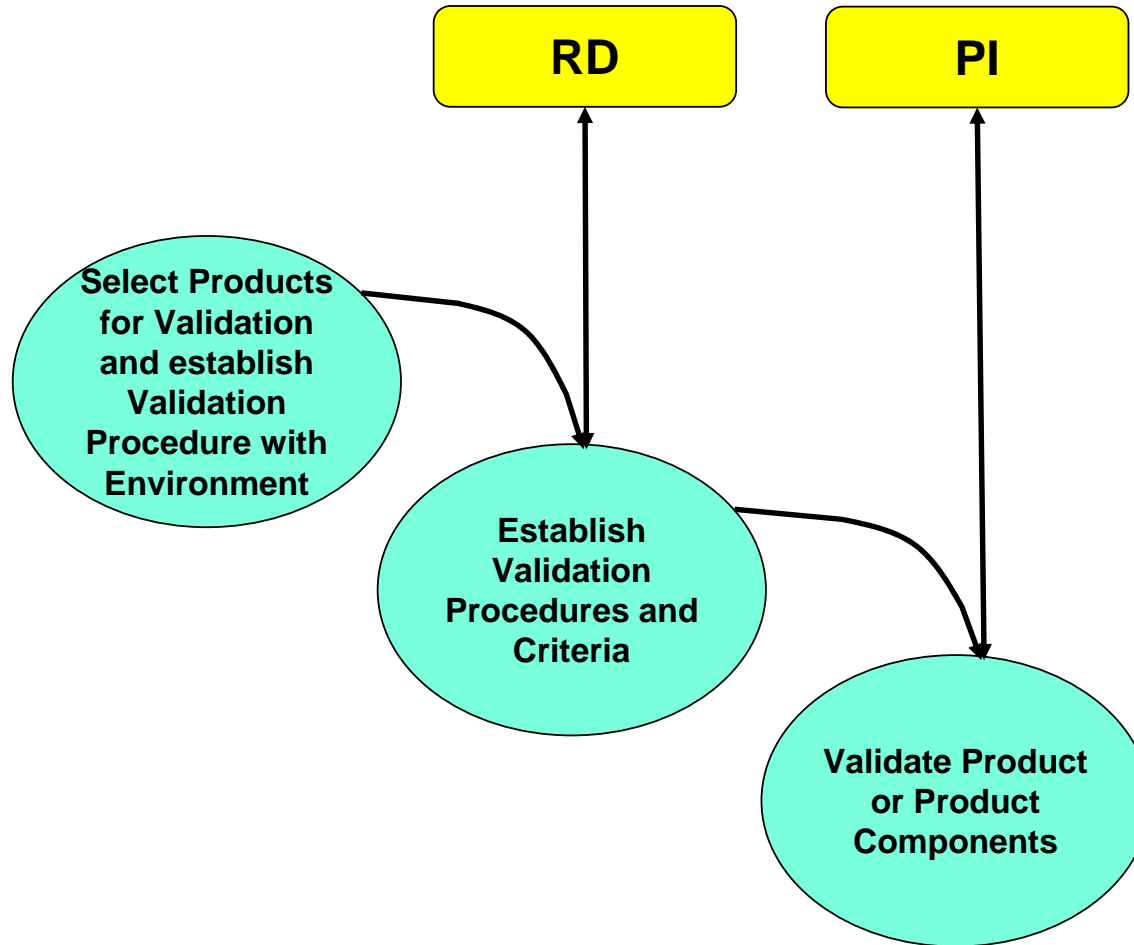 RD
PI
Select Products
for Validation
and establish
Validation
Procedure with
Environment
Establish
Validation
Procedures and
Criteria
Validate Product
or Product
Components